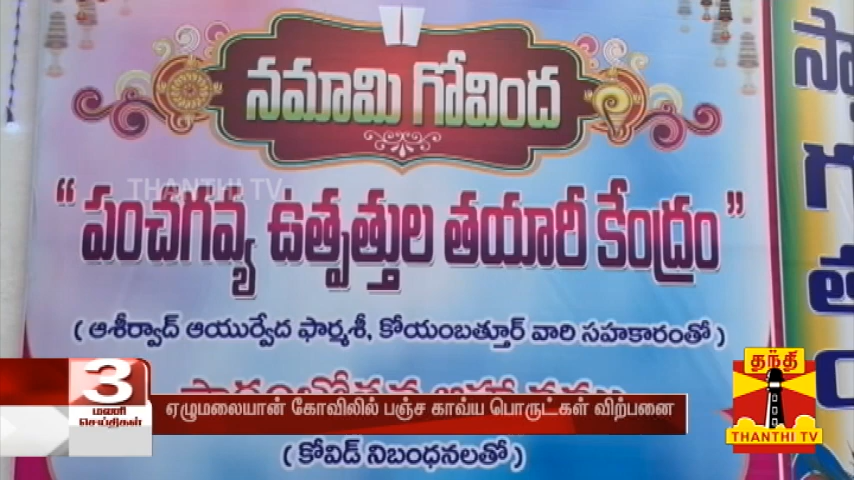 నమామి గోవింద
THANTHI TV
“పంచగవ్య ఉత్పత్తుల తయారీ కేంద్రం”
(ఆశీర్వాద్ ఆయుర్వేద ఫార్మశీ, కోయంబత్తూర్ వారి సహకారంతో)
3
மணி
செய்திகள்
ஏழுமலையான் கோவிலில் பஞ்ச காவ்ய பொருட்கள் விற்பனை
தந்தி
THANTHI TV
(కోవిడ్ నిబంధనలతో)